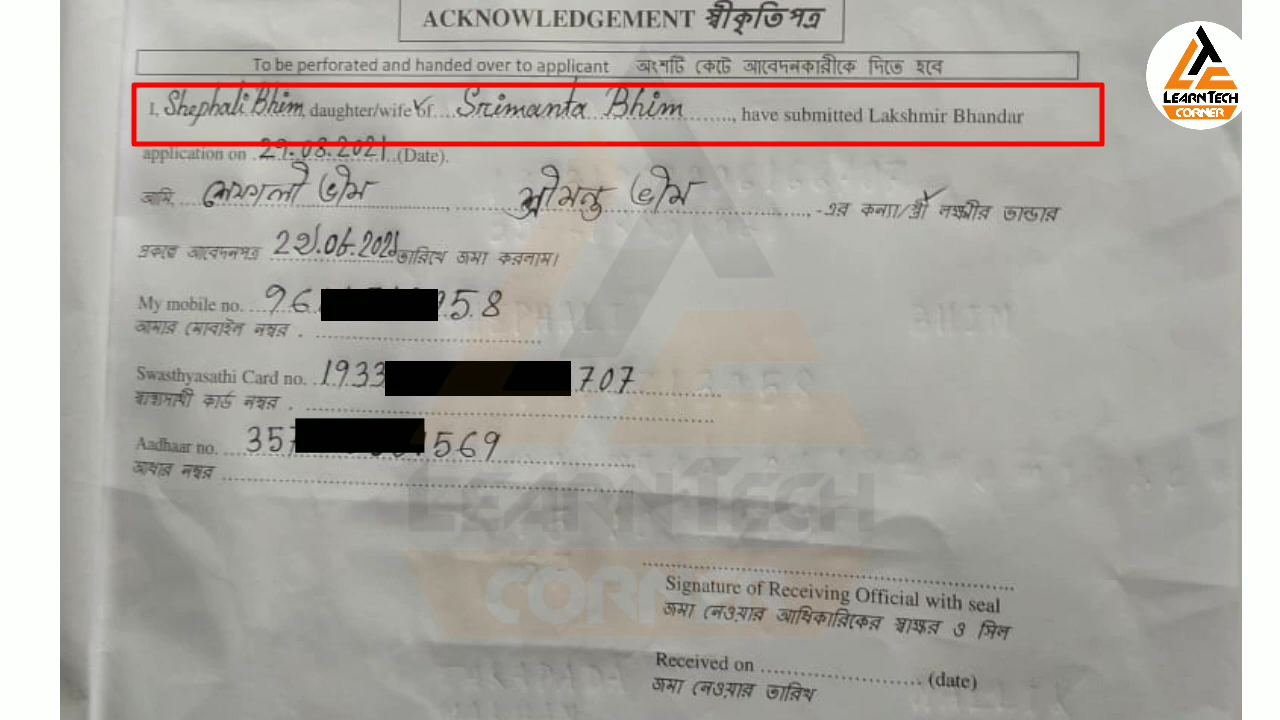 ACKNOWLEDGEMENT স্বীকৃতিপত্র
To be perforated and handed over to applicant অংশটি কেটে আবেদনকারীকে দিতে হবে
LEARNTECH
CORNER
I, Shephali Bhim, daughter/wife of.... Srimanta Bhim ........, have submitted Lakshmir Bhandar
application on .27.08.2021..(Date).
আমি, শেফালী ভীম , শ্রীমন্ত ভীম, -এর কন্যা/স্ত্রী লক্ষ্মীর ভান্ডার
প্রকল্পে আবেদনপত্র তারিখে জমা করলাম।
My mobile no. 96 58
আমার মোবাইল নম্বর .
Swasthyasathi Card no. 1933 707
স্বাস্থ্যসাথী কার্ড নম্বর .
Aadhaar no. 357 569
আধার নম্বর
LEARNTECH
CORNER
Signature of Receiving Official with seal
জমা নেওয়ার আধিকারিকের স্বাক্ষর ও সিল
Received on ........................ (date)
জমা নেওয়ার তারিখ